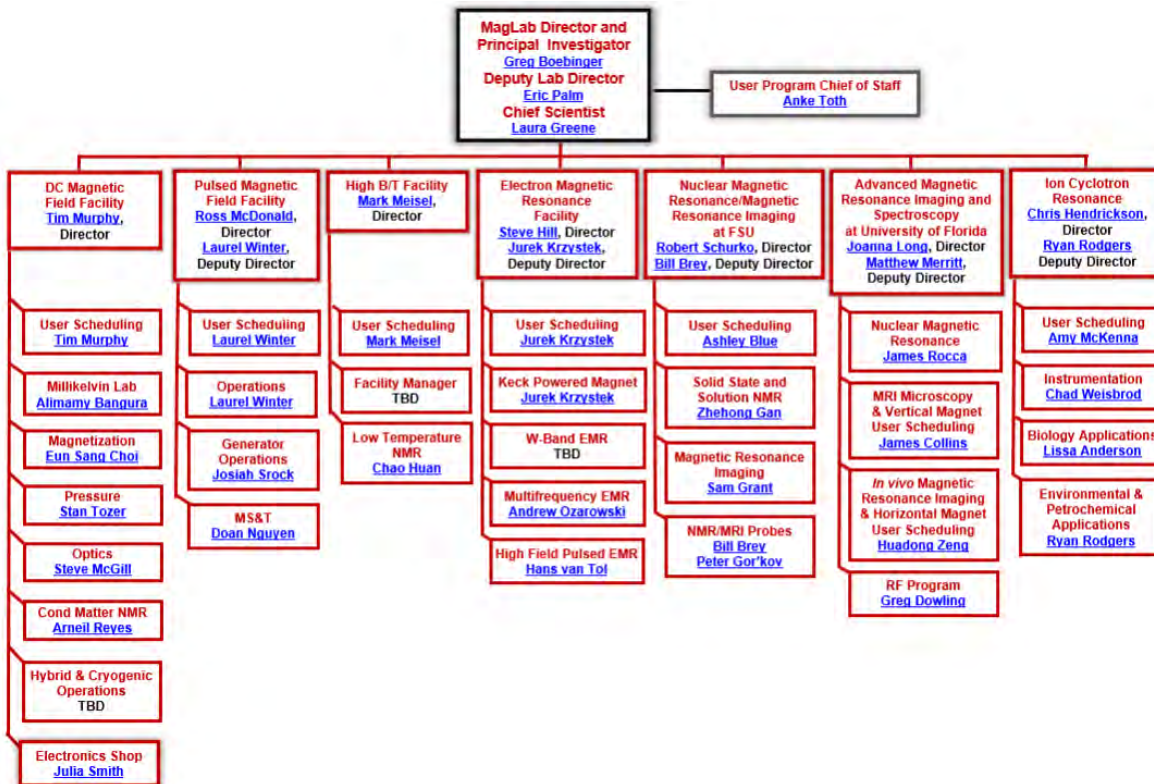 MagLab Director and
Principal Investigator
Greg Boebinger
Deputy Lab Director
Eric Palm
Chief Scientist
Laura Greene
User Program Chief of Staff
Anke Toth
DC Magnetic
Field Facility
Tim Murphy,
Director
User Scheduling
Tim Murphy
Millikelvin Lab
Alimamy Bangura
Magnetization
Eun Sang Choi
Pressure
Stan Tozer
Optics
Steve McGill
Cond Matter NMR
Arneil Reyes
Hybrid & Cryogenic
Operations
TBD
Electronics Shop
Julia Smith
Pulsed Magnetic
Field Facility
Ross McDonald,
Director
Laurel Winter,
Deputy Director
User Scheduling
Laurel Winter
Operations
Laurel Winter
Generator
Operations
Josiah Srock
MS&T
Doan Nguyen
High B/T Facility
Mark Meisel,
Director
User Scheduling
Mark Meisel
Facility Manager
TBD
Low Temperature
NMR
Chao Huan
Electron Magnetic
Resonance
Facility
Steve Hill, Director
Jurek Krzystek,
Deputy Director
User Scheduling
Jurek Krzystek
Keck Powered Magnet
Jurek Krzystek
W-Band EMR
TBD
Multifrequency EMR
Andrew Ozarowski
High Field Pulsed EMR
Hans van Tol
Nuclear Magnetic
Resonance/Magnetic
Resonance Imaging
at FSU
Robert Schurko, Director
Bill Brey, Deputy Director
User Scheduling
Ashley Blue
Solid State and
Solution NMR
Zhehong Gan
Magnetic Resonance
Imaging
Sam Grant
NMR/MRI Probes
Bill Brey
Peter Gor'kov
Advanced Magnetic
Resonance Imaging and
Spectroscopy
at University of Florida
Joanna Long, Director
Matthew Merritt,
Deputy Director
Nuclear Magnetic
Resonance
James Rocca
MRI Microscopy
& Vertical Magnet
User Scheduling
James Collins
In vivo Magnetic
Resonance Imaging
& Horizontal Magnet
User Scheduling
Huadong Zeng
RF Program
Greg Dowling
Ion Cyclotron
Resonance
Chris Hendrickson,
Director
Ryan Rodgers
Deputy Director
User Scheduling
Amy McKenna
Instrumentation
Chad Weisbrod
Biology Applications
Lissa Anderson
Environmental &
Petrochemical
Applications
Ryan Rodgers